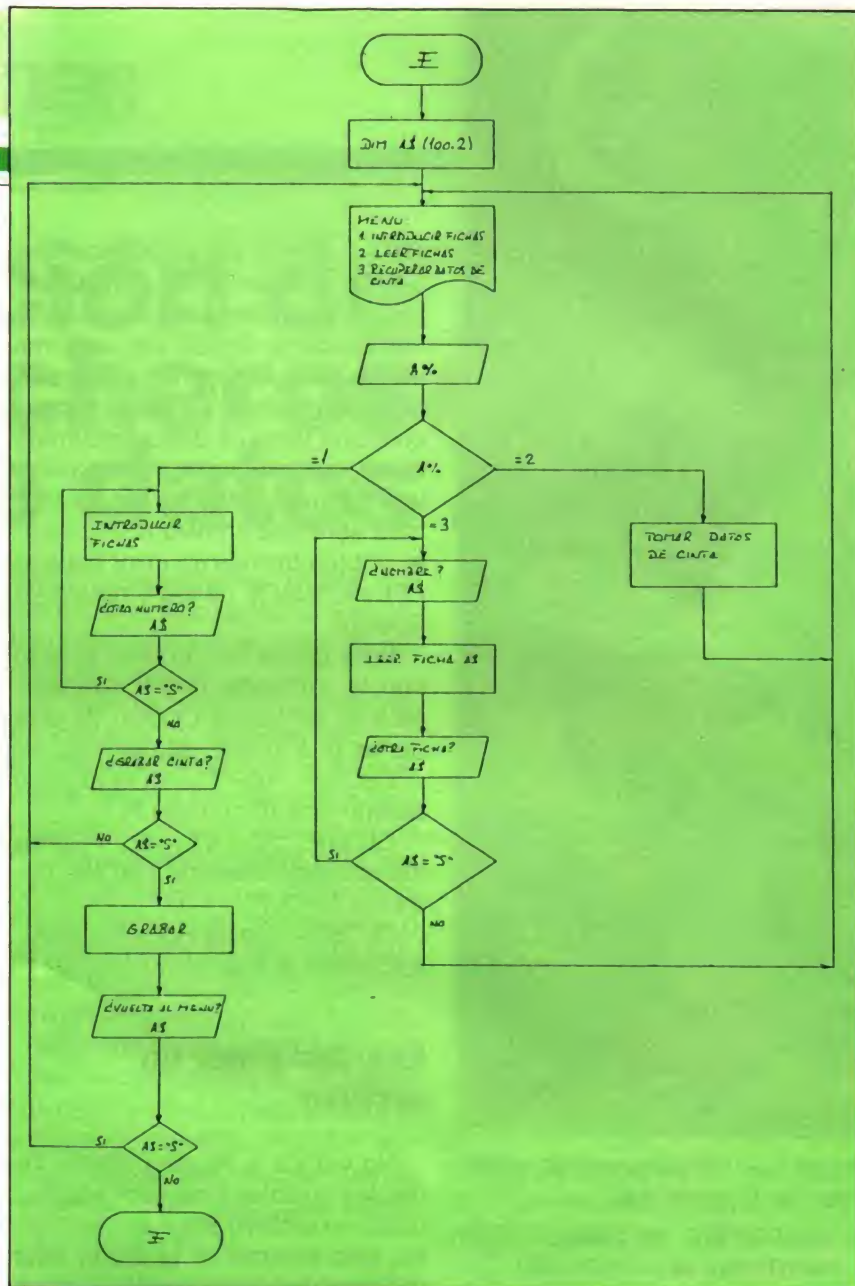 I
DIM A$ (100.2)
MENU:
1 INTRODUCIR FICHAS
2 LEER FICHAS
3 RECUPERAR DATOS DE
CINTA
A%
A%
=1
=2
=3
INTRODUCIR
FICHAS
¿OTRO NUMERO?
A$
A$="S"
SI
NO
¿GRABAR CINTA?
A$
A$="S"
NO
SI
GRABAR
¿VUELTA AL MENU?
A$
A$="S"
SI
NO
F
¿NOMBRE?
A$
LEER FICHA A$
¿OTRA FICHA?
A$
A$="S"
SI
NO
TOMAR DATOS
DE CINTA